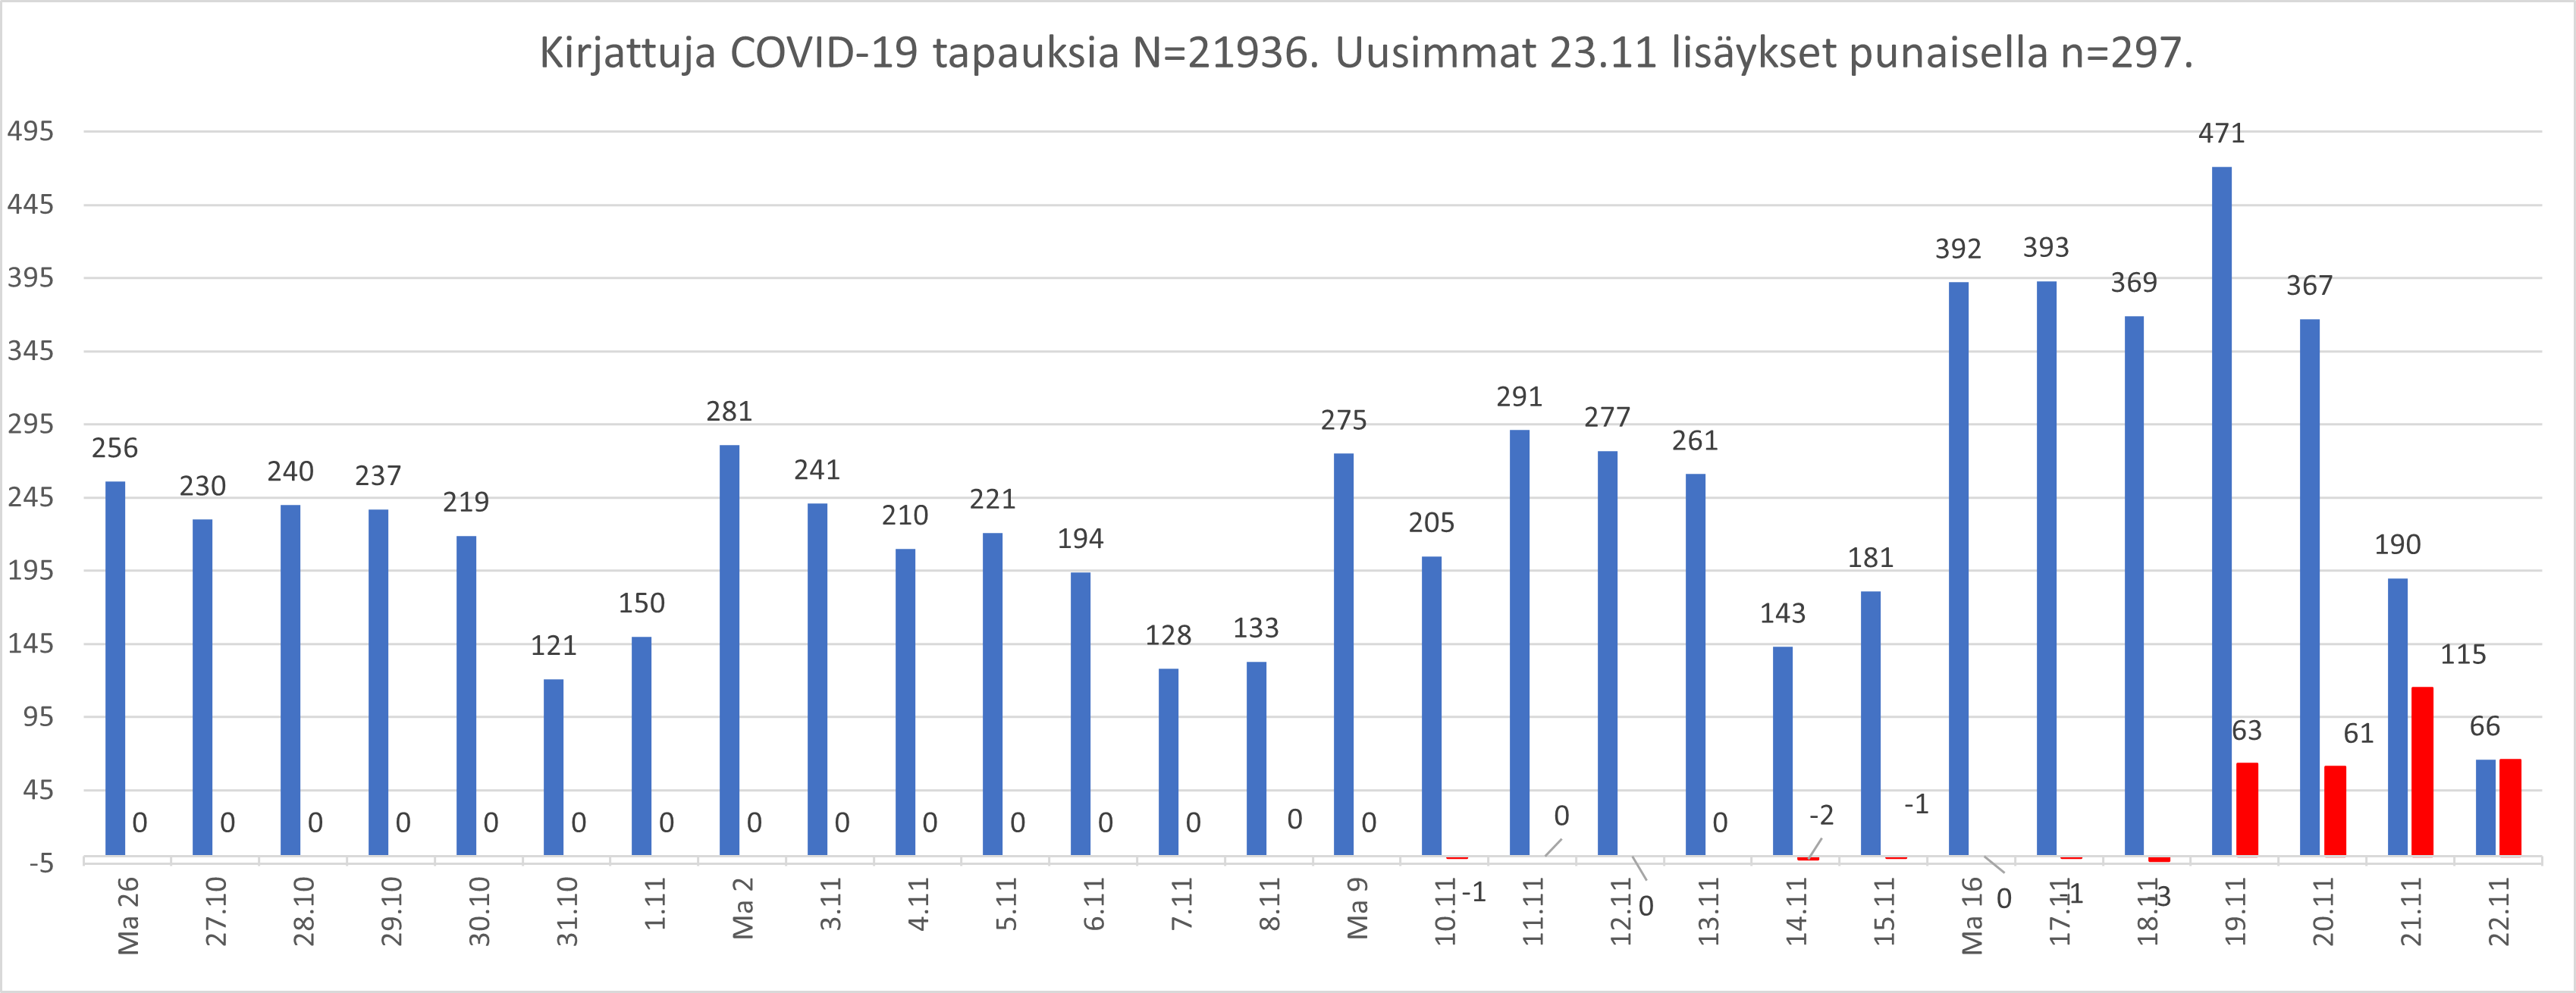 Kirjattuja COVID-19 tapauksia N=21936. Uusimmat 23.11 lisäykset punaisella n=297.
495
445
395
345
295
245
195
145
95
45
-5
256 230 240 237 219 121 150 281 241 210 221 194 128 133 275 205 291 277 261 143 181 392 393 369 471 367 190 66
0 0 0 0 0 0 0 0 0 0 0 0 0 0 0 -1 0 0 0 -2 -1 0 -1 -3 63 61 115
Ma 26 27.10 28.10 29.10 30.10 31.10 1.11 Ma 2 3.11 4.11 5.11 6.11 7.11 8.11 Ma 9 10.11 11.11 12.11 13.11 14.11 15.11 Ma 16 17.11 18.11 19.11 20.11 21.11 22.11